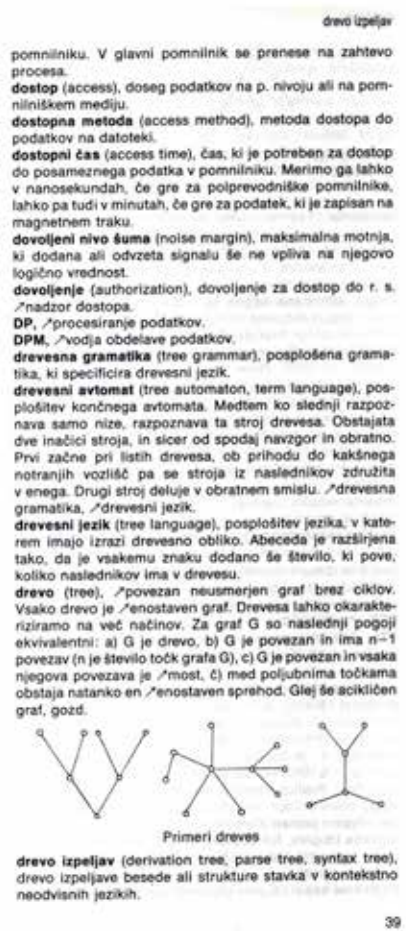 drevo izpeljav
pomnilniku. V glavni pomnilnik se prenese na zahtevo
procesa.
dostop (access), doseg podatkov na p. nivoju ali na pom-
nilniškem mediju.
dostopna metoda (access method), metoda dostopa do
podatkov na datoteki.
dostopni čas (access time), čas, ki je potreben za dostop
do posameznega podatka v pomnilniku. Merimo ga lahko
v nanosekundah, če gre za polprevodniške pomnilnike,
lahko pa tudi v minutah, če gre za podatek, ki je zapisan na
magnetnem traku.
dovoljeni nivo šuma (noise margin), maksimalna motnja,
ki dodana ali odvzeta signalu še ne vpliva na njegovo
logično vrednost.
dovoljenje (authorization), dovoljenje za dostop do r. s.
↗nadzor dostopa.
DP, ↗procesiranje podatkov.
DPM, ↗vodja obdelave podatkov.
drevesna gramatika (tree grammar), posplošena grama-
tika, ki specificira drevesni jezik.
drevesni avtomat (tree automaton, term language), pos-
plošitev končnega avtomata. Medtem ko slednji razpoz-
nava samo nize, razpoznava ta stroj drevesa. Obstajata
dve inačici stroja, in sicer od spodaj navzgor in obratno.
Prvi začne pri listih drevesa, ob prihodu do kakšnega
notranjih vozlišč pa se stroja iz naslednikov združita
v enega. Drugi stroj deluje v obratnem smislu. ↗drevesna
gramatika, ↗drevesni jezik.
drevesni jezik (tree language), posplošitev jezika, v kate-
rem imajo izrazi drevesno obliko. Abeceda je razširjena
tako, da je vsakemu znaku dodano še število, ki pove,
koliko naslednikov ima v drevesu.
drevo (tree), ↗povezan neusmerjen graf brez ciklov.
Vsako drevo je ↗enostaven graf. Drevesa lahko okarakte-
riziramo na več načinov. Za graf G so naslednji pogoji
ekvivalentni: a) G je drevo, b) G je povezan in ima n−1
povezav (n je število točk grafa G), c) G je povezan in vsaka
njegova povezava je ↗most, č) med poljubnima točkama
obstaja natanko en ↗enostaven sprehod. Glej še acikličen
graf, gozd.
Primeri dreves
drevo izpeljav (derivation tree, parse tree, syntax tree),
drevo izpeljave besede ali strukture stavka v kontekstno
neodvisnih jezikih.
39